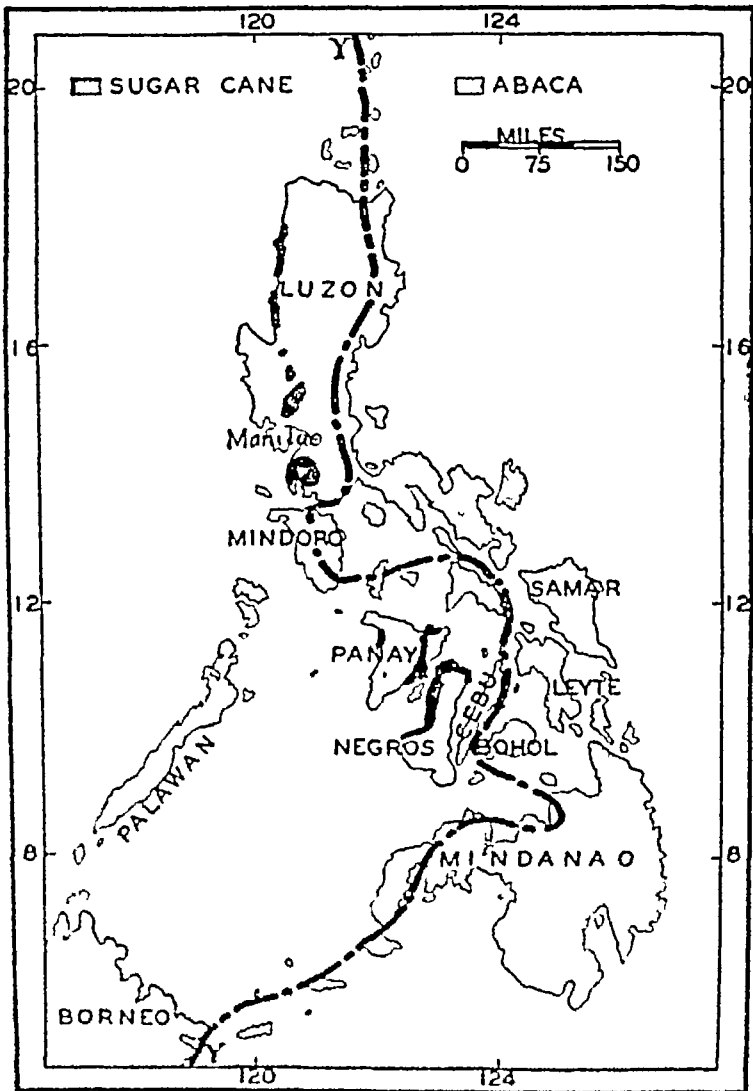 120 124
20 SUGAR CANE ABACA 20
MILES
0 75 150
LUZON
16 16
MINDORO
12 SAMAR 12
PANAY
LEYTE
CEBU
NEGROS BOHOL
PALAWAN
8 MINDANAO 8
BORNEO
120 124